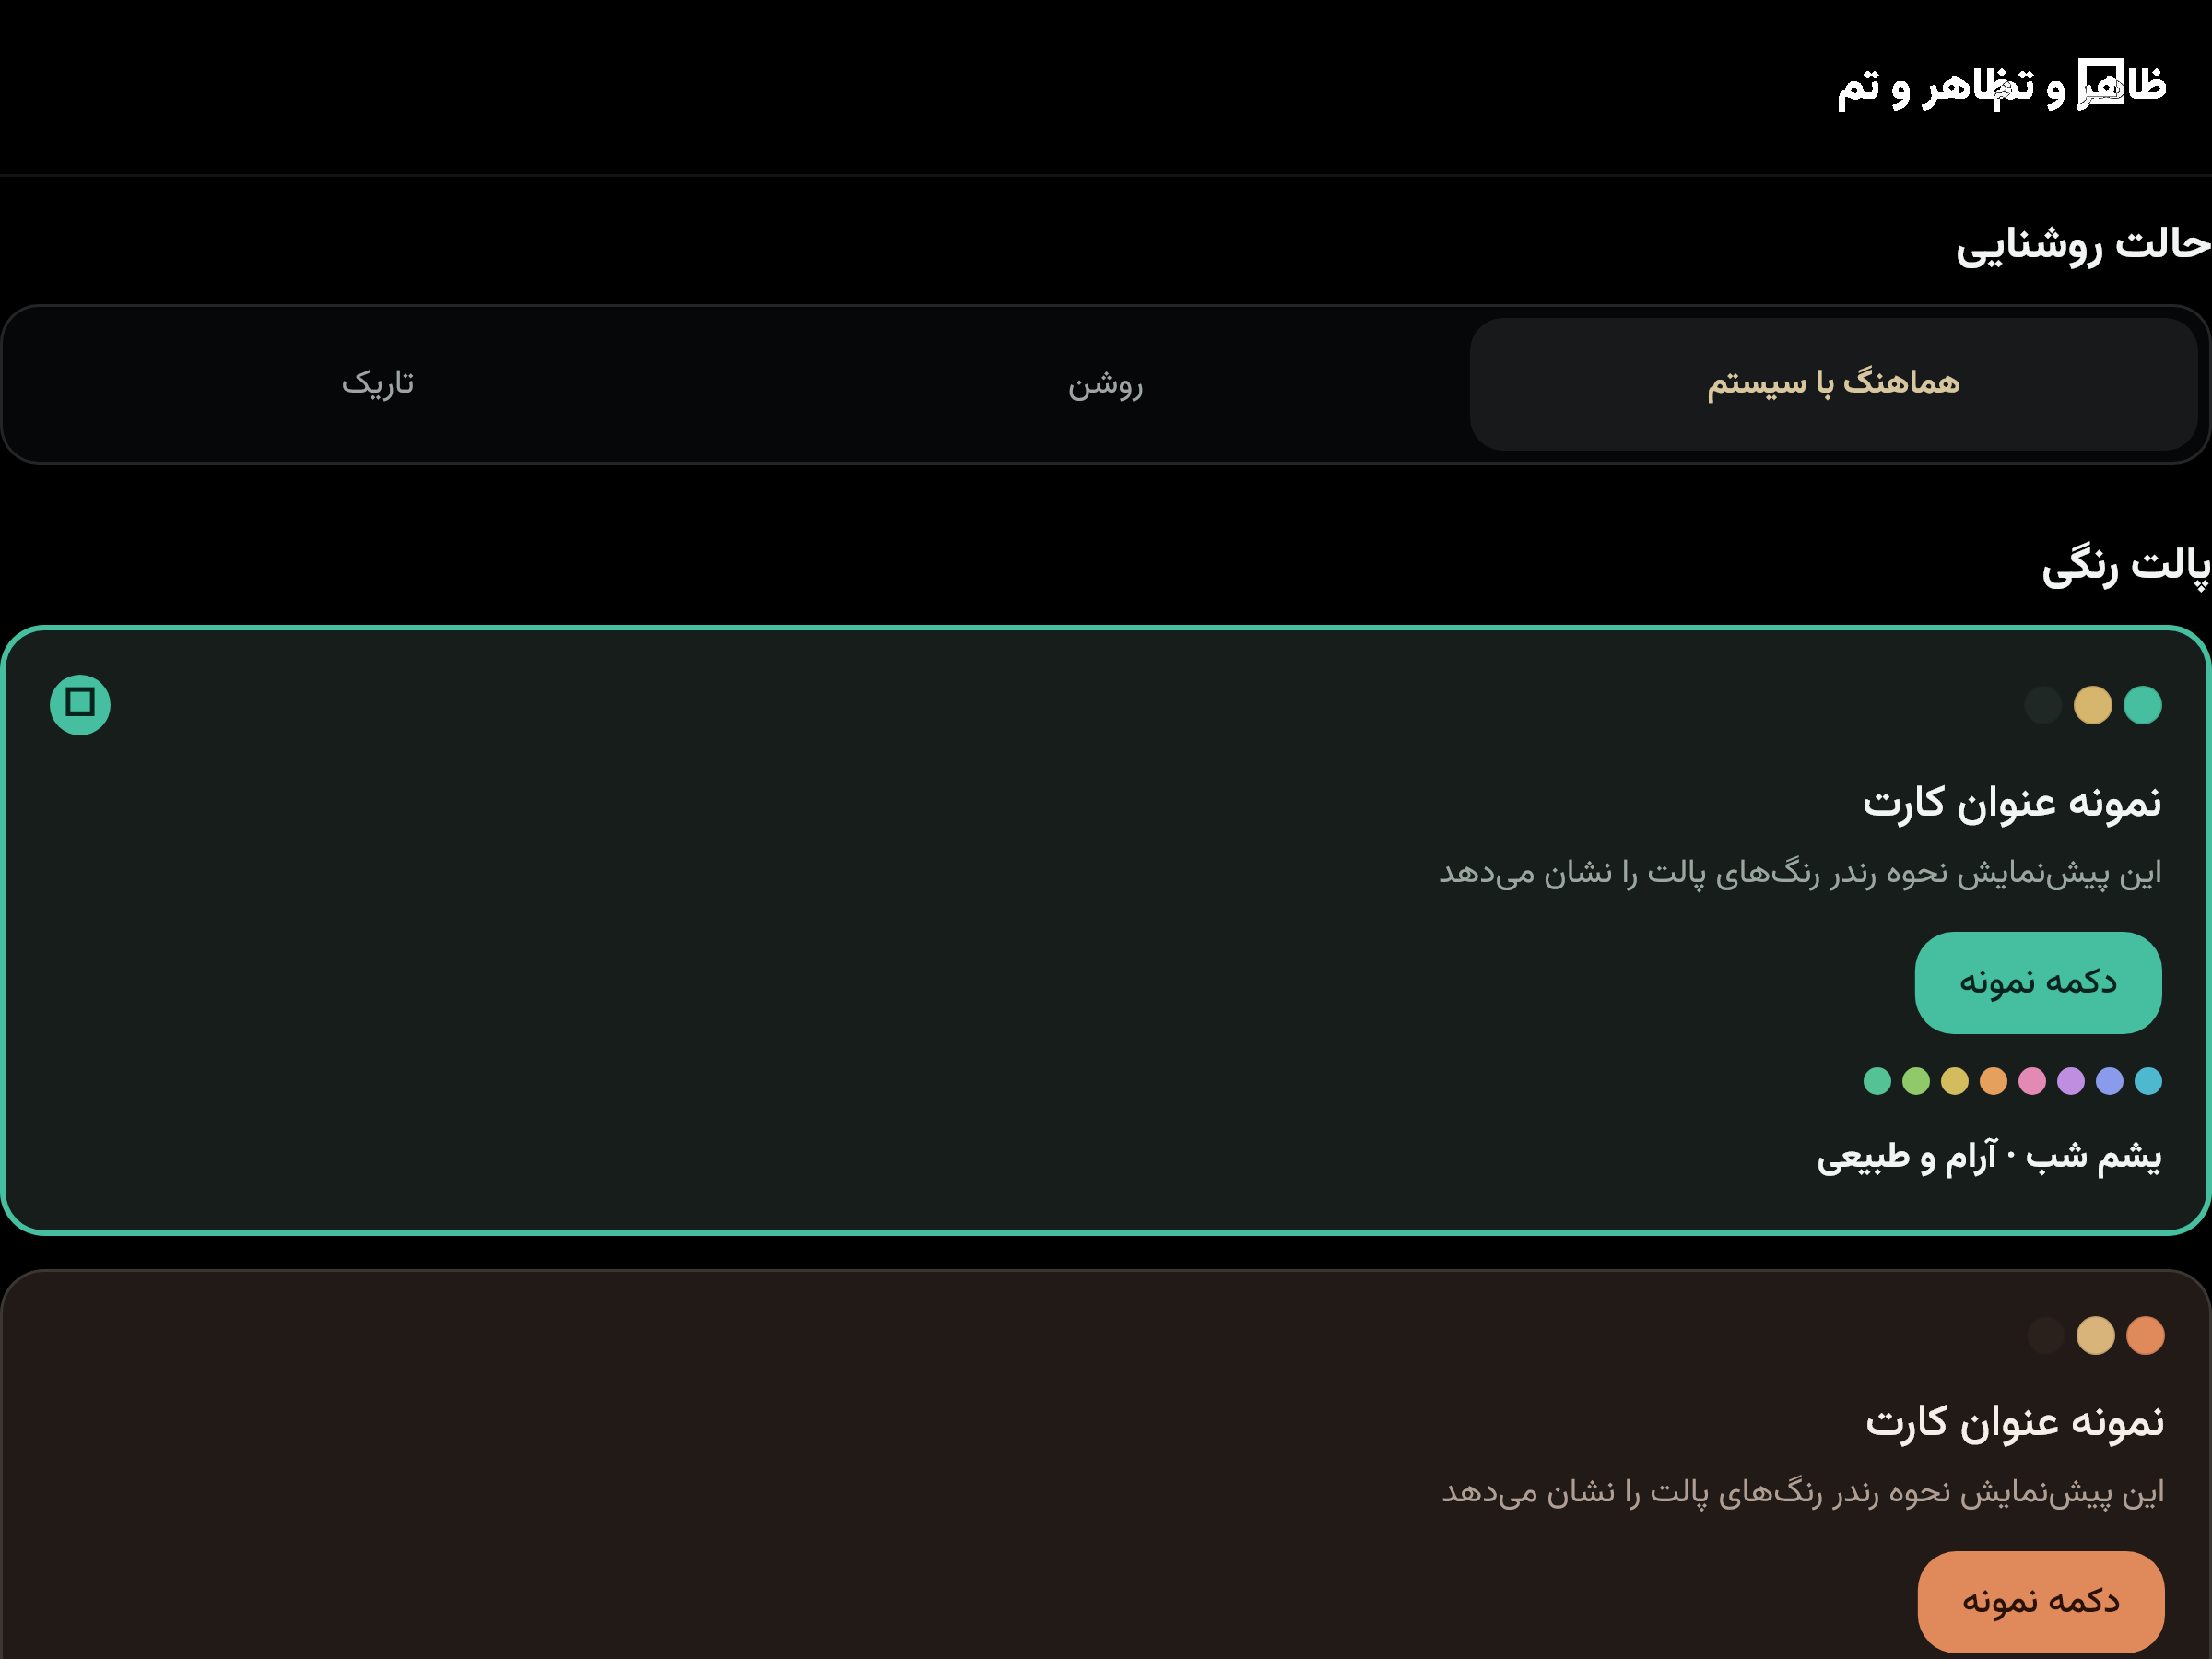 ظاهر و تم
ظاهر و تم
حالت روشنایی
هماهنگ با سیستم
روشن
تاریک
پالت رنگی
نمونه عنوان کارت
این پیش‌نمایش نحوه رندر رنگ‌های پالت را نشان می‌دهد
دکمه نمونه
یشم شب · آرام و طبیعی
نمونه عنوان کارت
این پیش‌نمایش نحوه رندر رنگ‌های پالت را نشان می‌دهد
دکمه نمونه